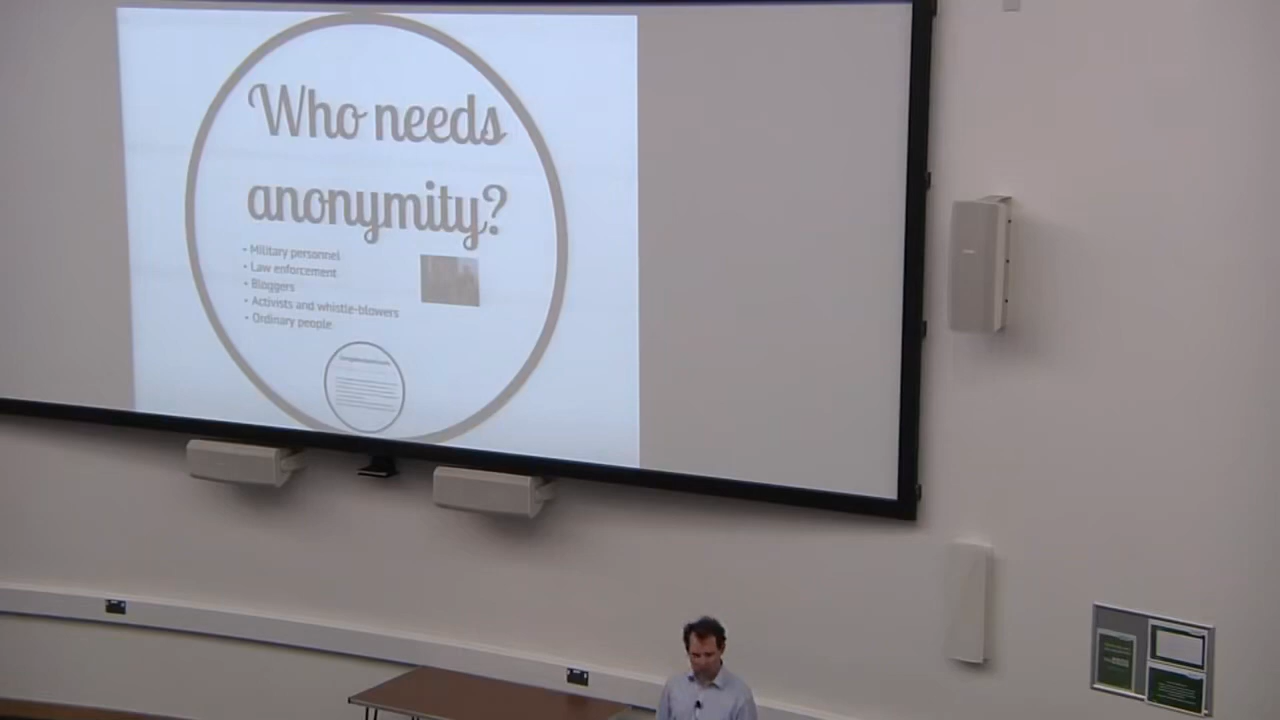 Who needs
anonymity?
• Military personnel
• Law enforcement
• Bloggers
• Activists and whistle-blowers
• Ordinary people